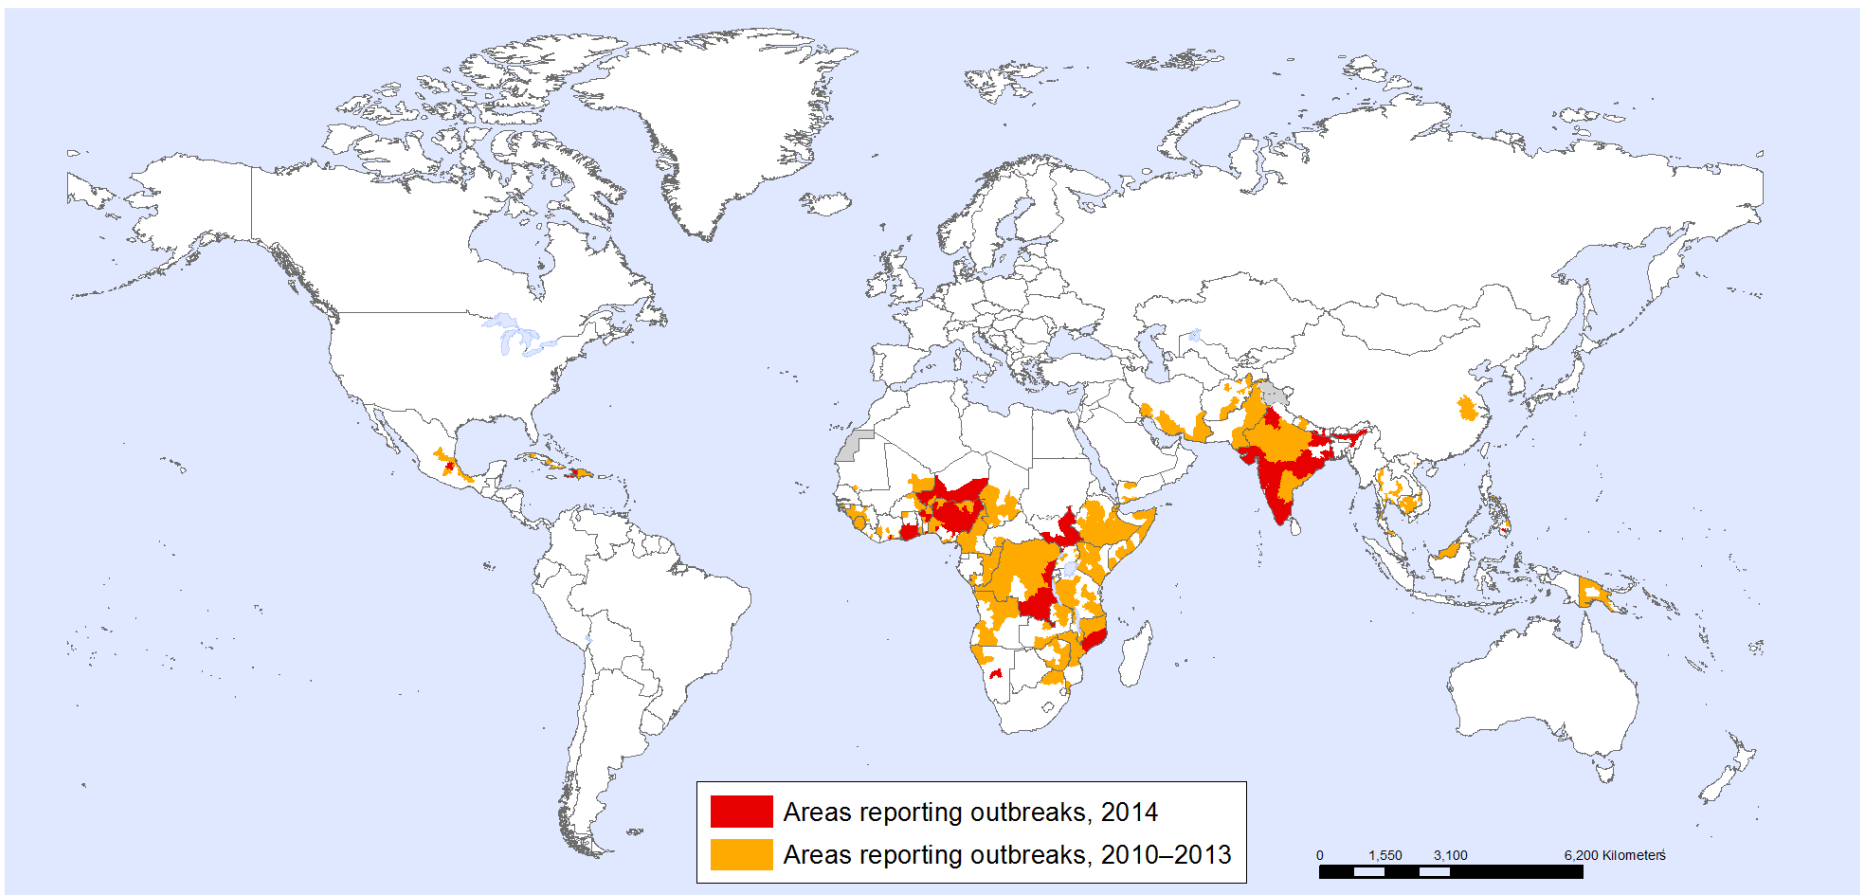 Areas reporting outbreaks, 2014
Areas reporting outbreaks, 2010–2013
0 1,550 3,100 6,200 Kilometers